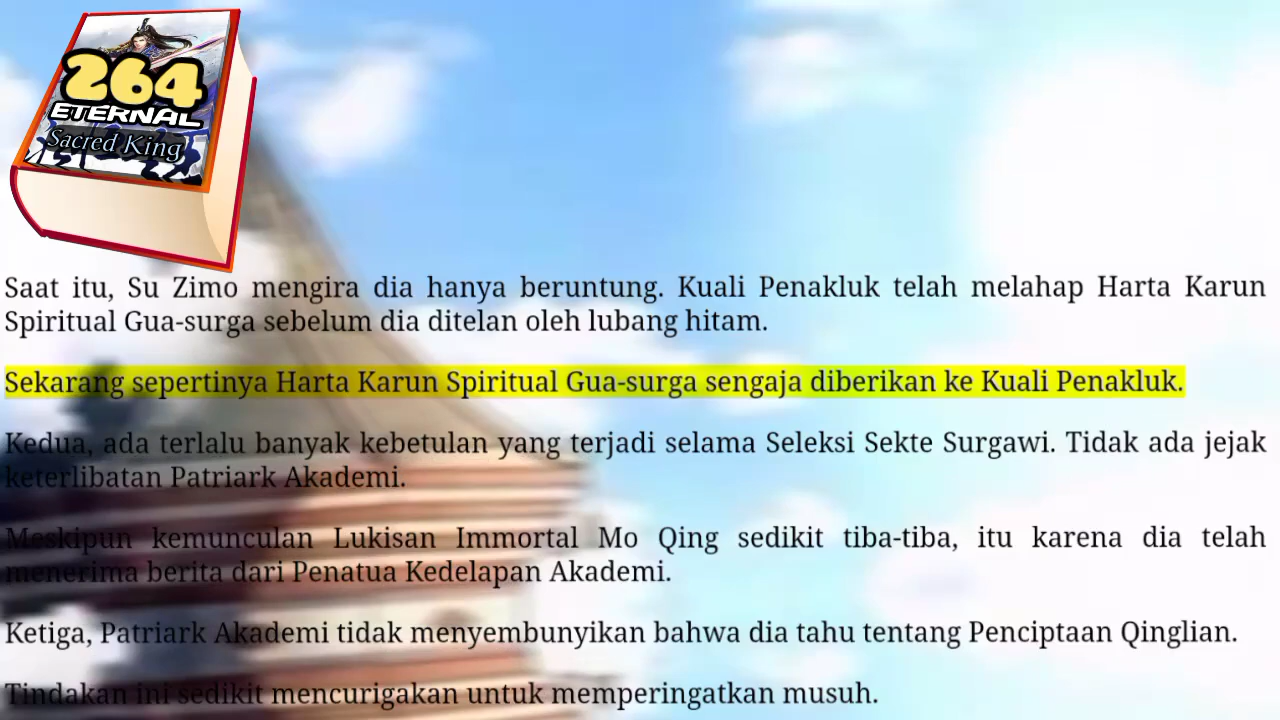 264
ETERNAL
Sacred King
Saat itu, Su Zimo mengira dia hanya beruntung. Kuali Penakluk telah melahap Harta Karun
Spiritual Gua-surga sebelum dia ditelan oleh lubang hitam.
Sekarang sepertinya Harta Karun Spiritual Gua-surga sengaja diberikan ke Kuali Penakluk.
Kedua, ada terlalu banyak kebetulan yang terjadi selama Seleksi Sekte Surgawi. Tidak ada jejak
keterlibatan Patriark Akademi.
Meskipun kemunculan Lukisan Immortal Mo Qing sedikit tiba-tiba, itu karena dia telah
menerima berita dari Penatua Kedelapan Akademi.
Ketiga, Patriark Akademi tidak menyembunyikan bahwa dia tahu tentang Penciptaan Qinglian.
Tindakan ini sedikit mencurigakan untuk memperingatkan musuh.